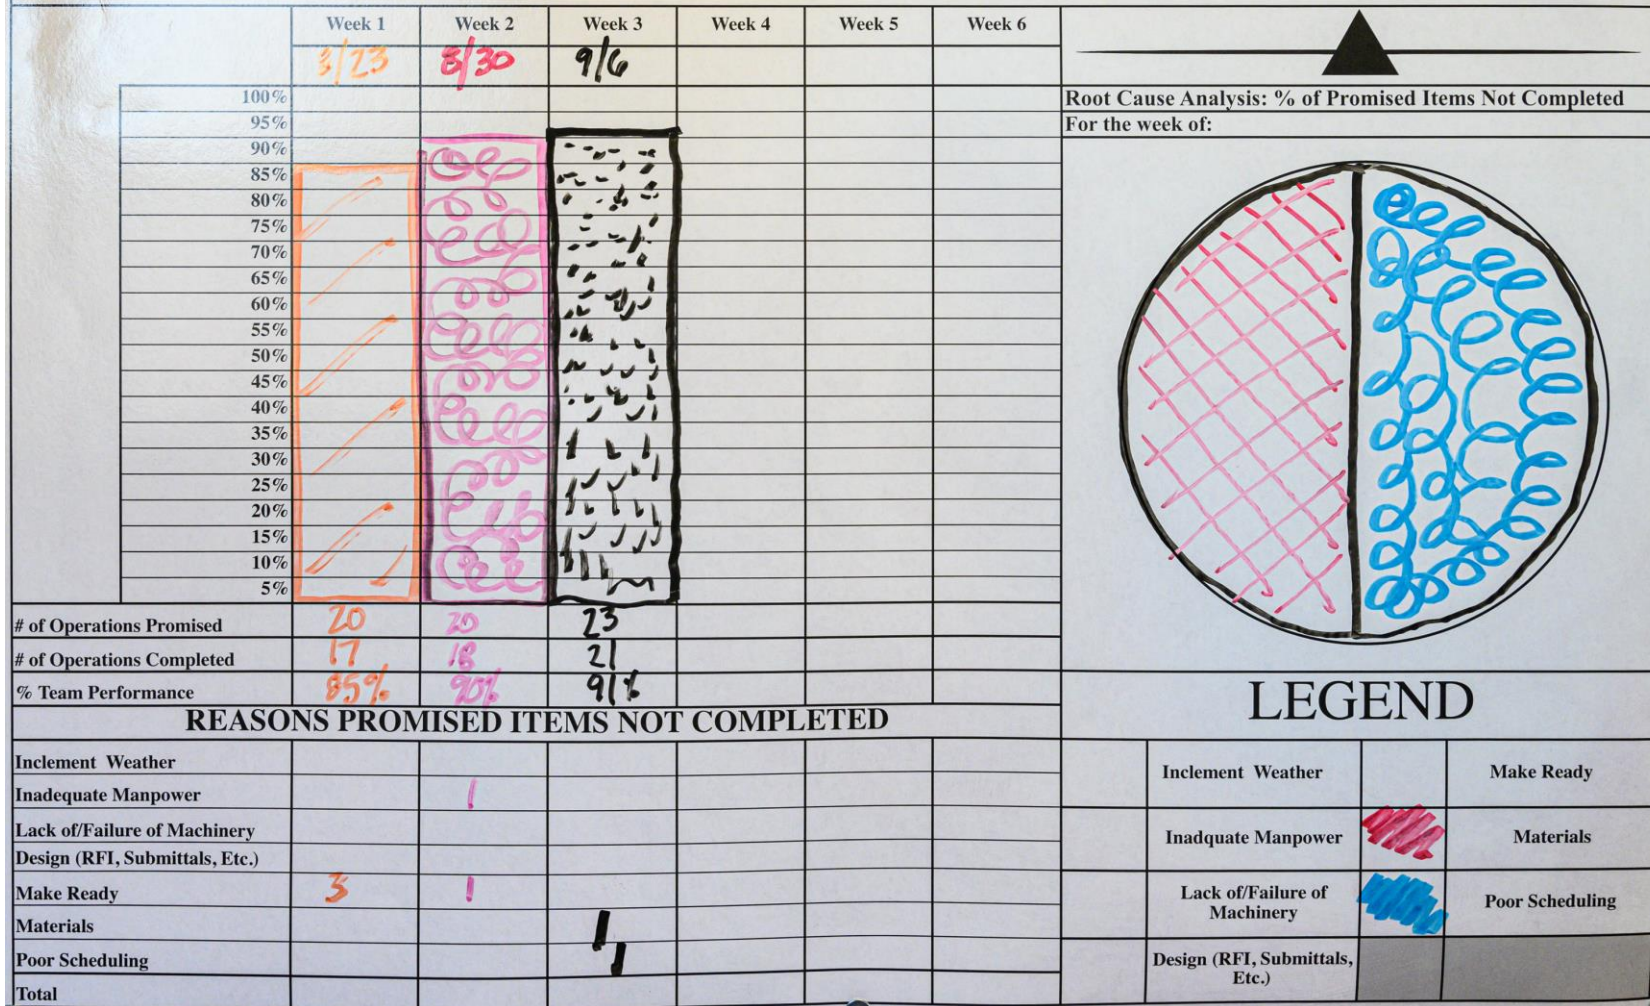 Week 1 Week 2 Week 3 Week 4 Week 5 Week 6
8/23 8/30 9/6
100%
95%
90%
85%
80%
75%
70%
65%
60%
55%
50%
45%
40%
35%
30%
25%
20%
15%
10%
5%
# of Operations Promised 20 20 23
# of Operations Completed 17 18 21
% Team Performance 85% 90% 91%
REASONS PROMISED ITEMS NOT COMPLETED
Inclement Weather
Inadequate Manpower 1
Lack of/Failure of Machinery
Design (RFI, Submittals, Etc.)
Make Ready 3 1
Materials 1
Poor Scheduling 1
Total
Root Cause Analysis: % of Promised Items Not Completed
For the week of:
LEGEND
Inclement Weather Make Ready
Inadquate Manpower Materials
Lack of/Failure of
Machinery Poor Scheduling
Design (RFI, Submittals,
Etc.)